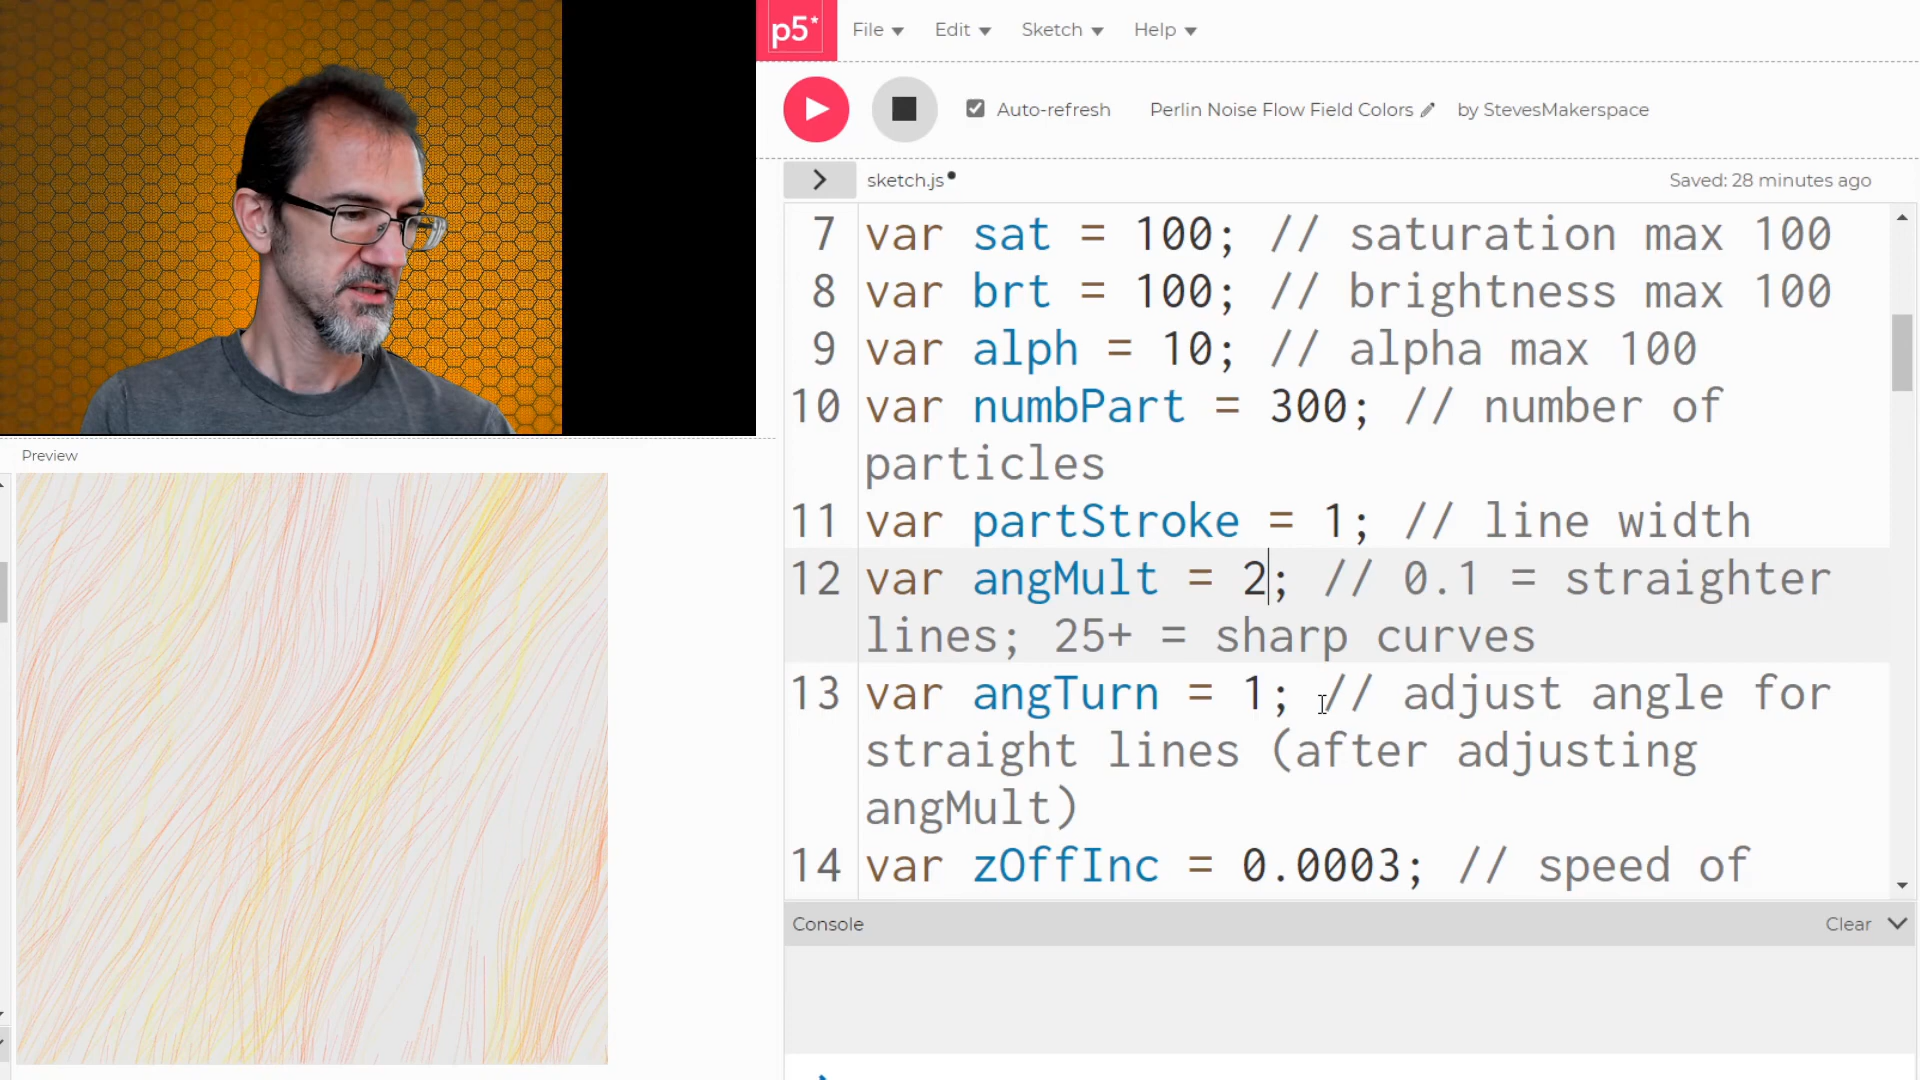 p5*
File
Edit
Sketch
Help
Auto-refresh
Perlin Noise Flow Field Colors
by StevesMakerspace
sketch.js
Saved: 28 minutes ago
7 var sat = 100; // saturation max 100
8 var brt = 100; // brightness max 100
9 var alph = 10; // alpha max 100
10 var numbPart = 300; // number of
particles
11 var partStroke = 1; // line width
12 var angMult = 2; // 0.1 = straighter
lines; 25+ = sharp curves
13 var angTurn = 1; // adjust angle for
straight lines (after adjusting
angMult)
14 var zOffInc = 0.0003; // speed of
Console
Clear
Preview